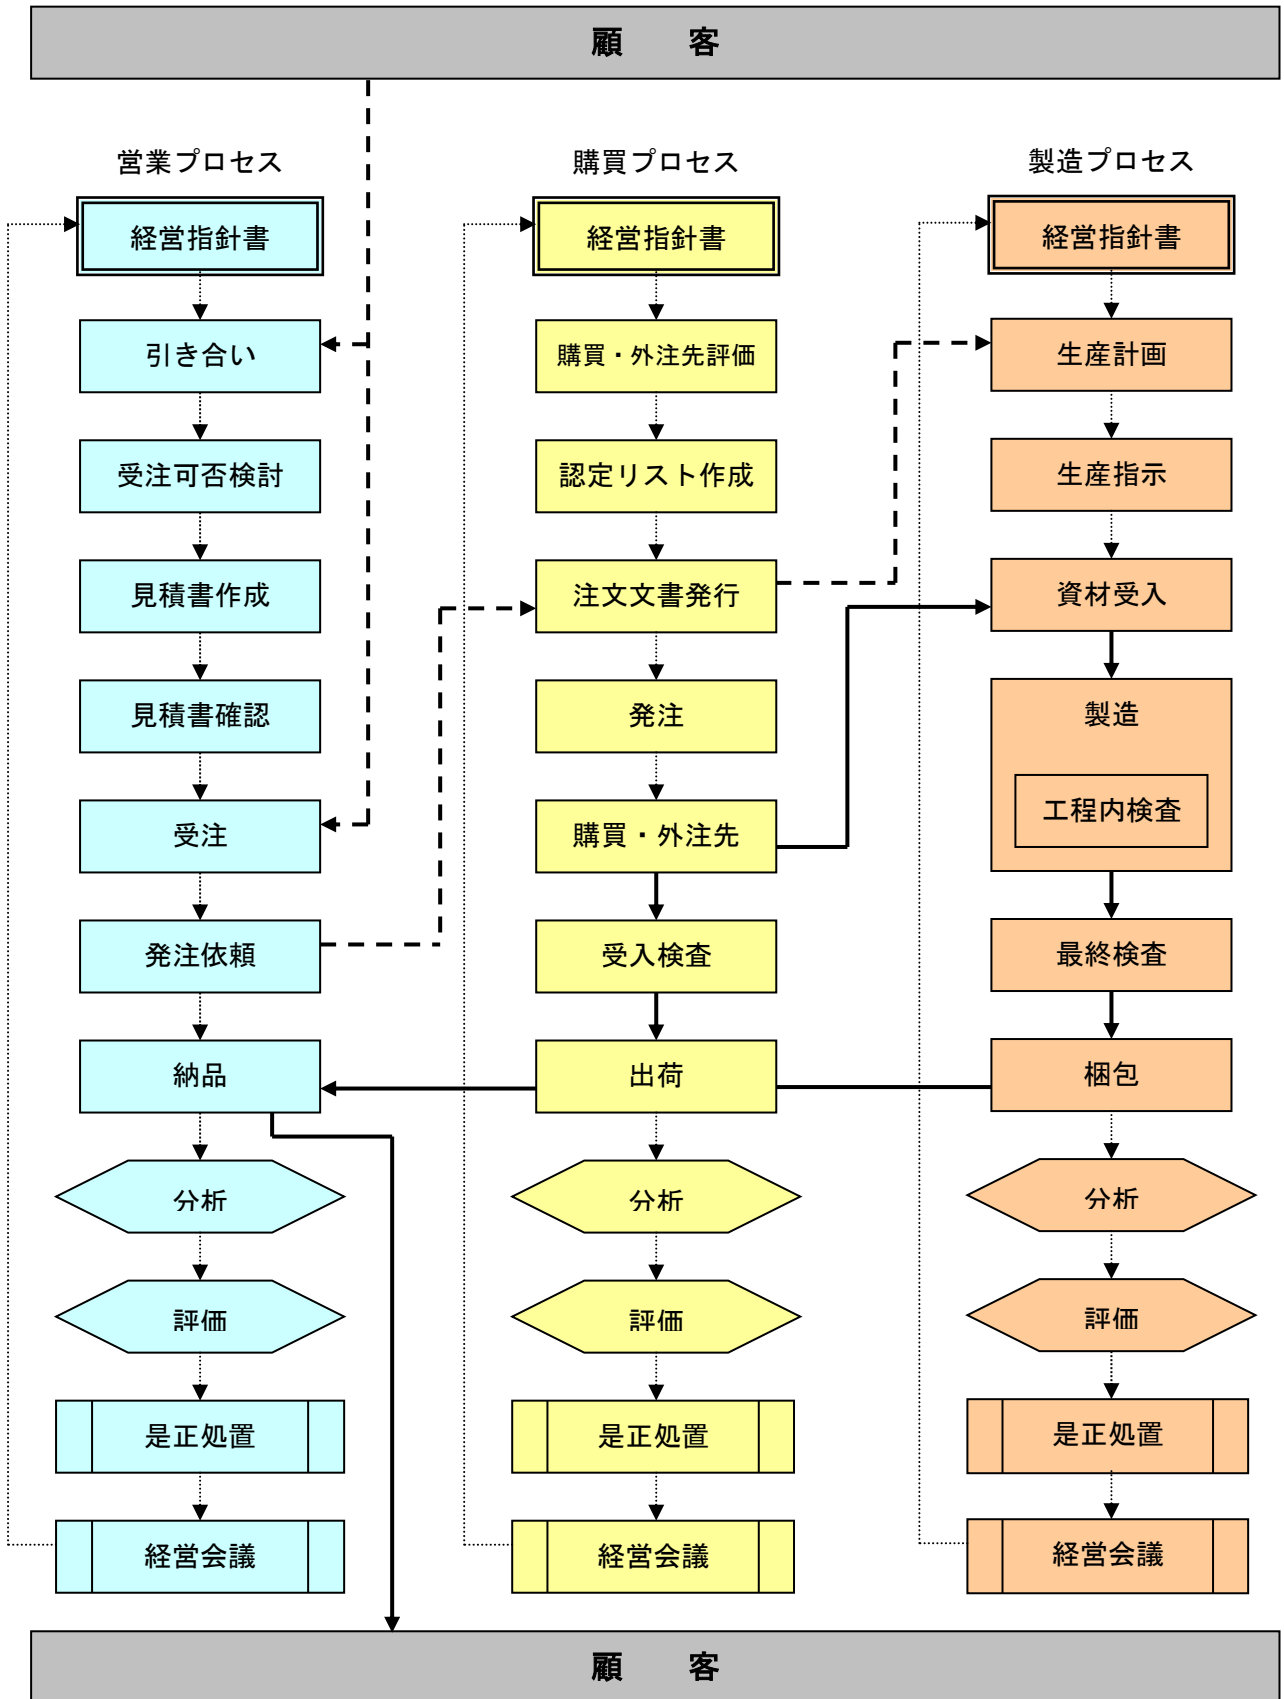 顧　　客
営業プロセス
経営指針書
引き合い
受注可否検討
見積書作成
見積書確認
受注
発注依頼
納品
分析
評価
是正処置
経営会議
購買プロセス
経営指針書
購買・外注先評価
認定リスト作成
注文文書発行
発注
購買・外注先
受入検査
出荷
分析
評価
是正処置
経営会議
製造プロセス
経営指針書
生産計画
生産指示
資材受入
製造
工程内検査
最終検査
梱包
分析
評価
是正処置
経営会議
顧　　客